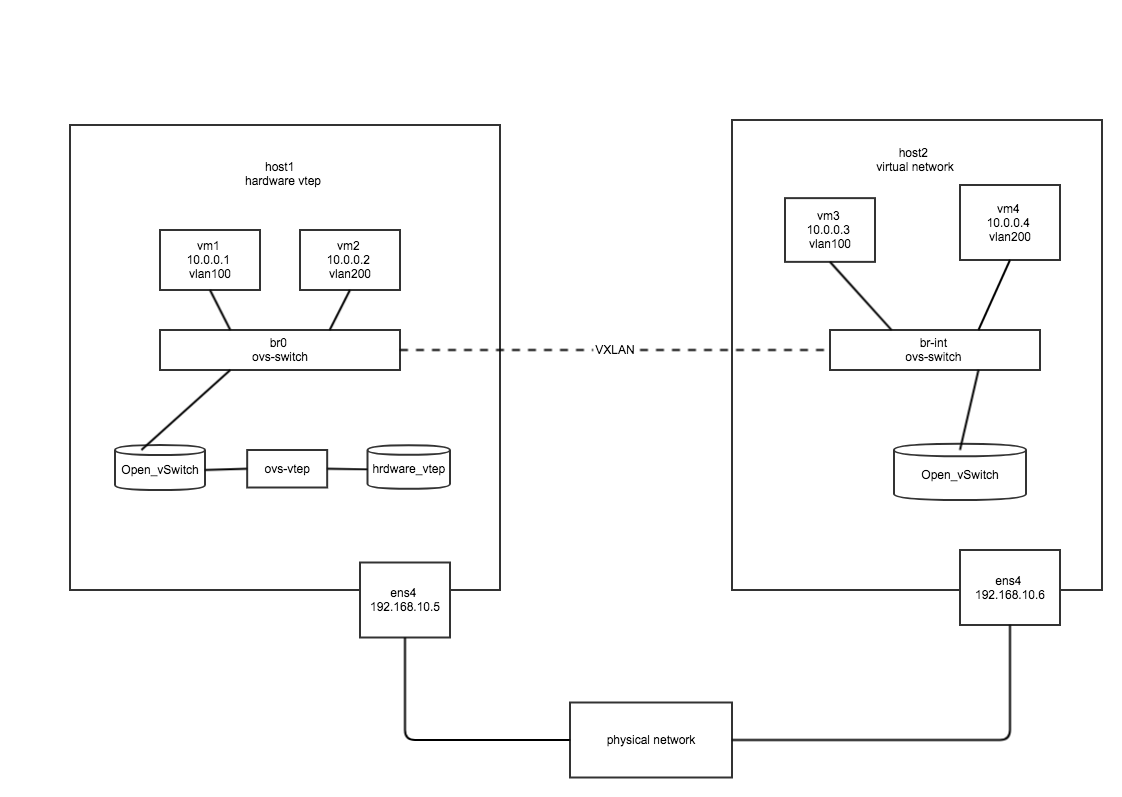 host1
hardware vtep
vm1
10.0.0.1
vlan100
vm2
10.0.0.2
vlan200
br0
ovs-switch
Open_vSwitch
ovs-vtep
hrdware_vtep
ens4
192.168.10.5
VXLAN
host2
virtual network
vm3
10.0.0.3
vlan100
vm4
10.0.0.4
vlan200
br-int
ovs-switch
Open_vSwitch
ens4
192.168.10.6
physical network